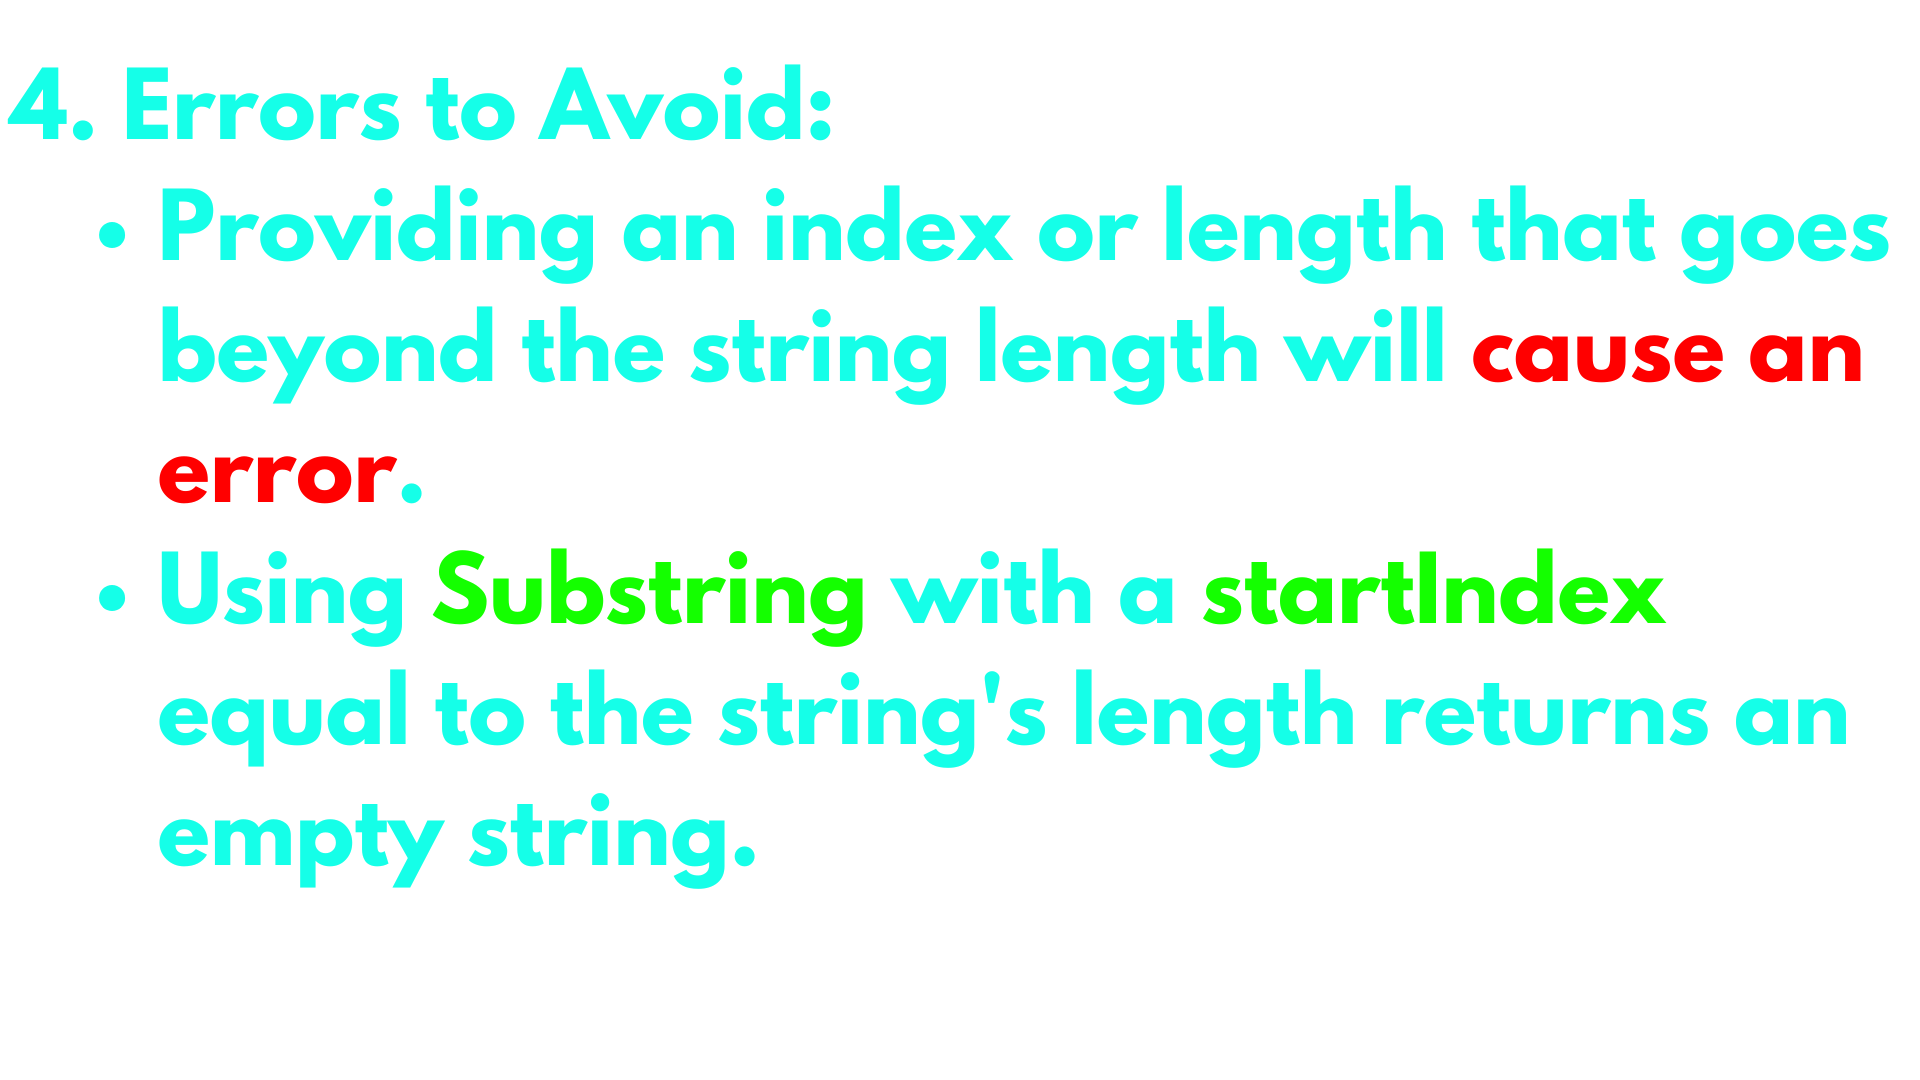 4. Errors to Avoid:
• Providing an index or length that goes
beyond the string length will cause an
error.
• Using Substring with a startIndex
equal to the string's length returns an
empty string.